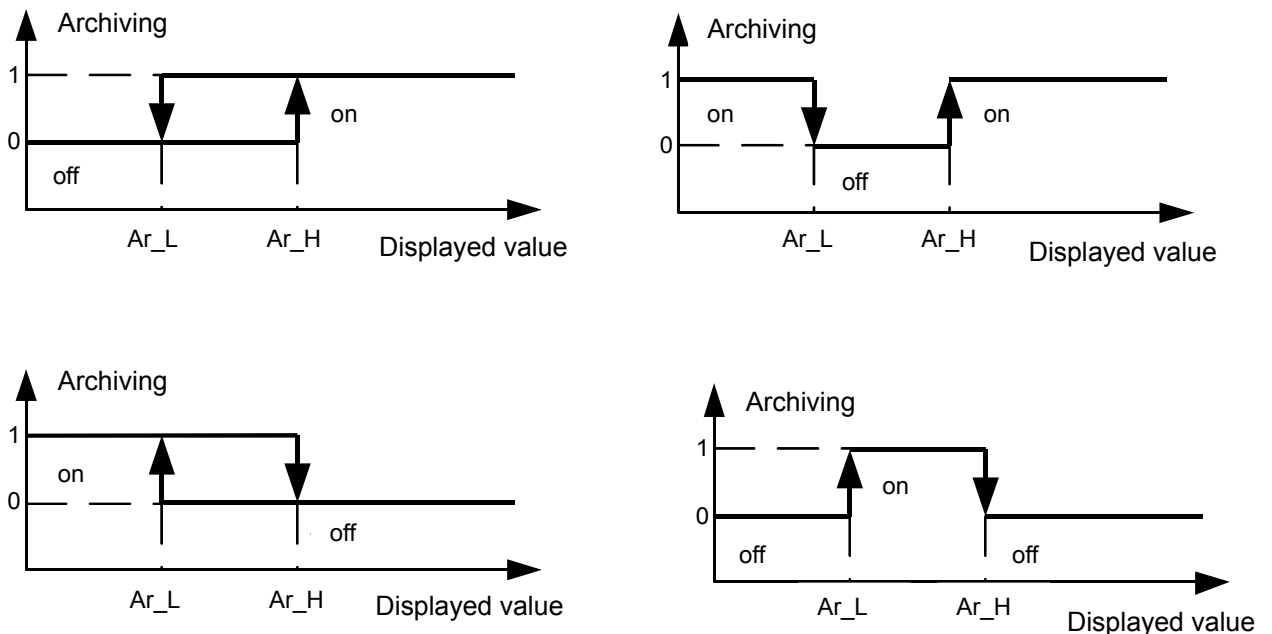 Archiving
1
on
0
off
Ar_L
Ar_H
Displayed value
Archiving
1
on
on
0
off
Ar_L
Ar_H
Displayed value
Archiving
1
on
0
off
Ar_L
Ar_H
Displayed value
Archiving
1
on
0
off
off
Ar_L
Ar_H
Displayed value